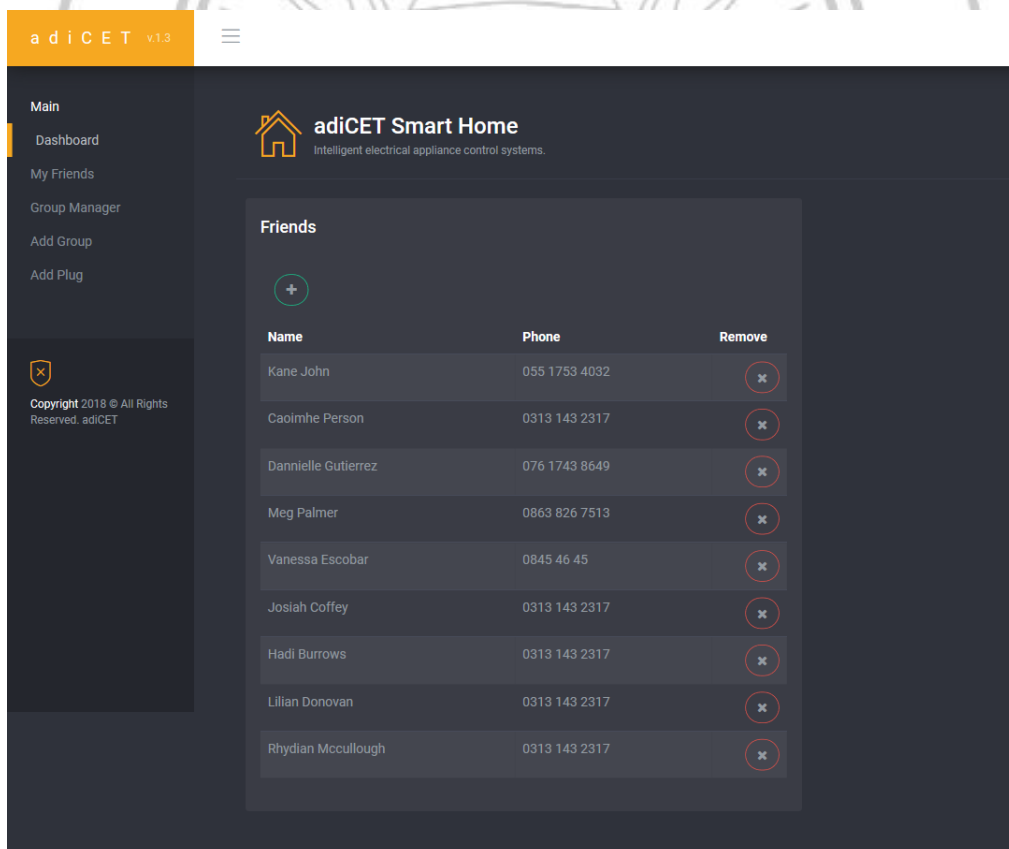 adiCET v.1.3
Main
Dashboard
My Friends
Group Manager
Add Group
Add Plug
Copyright 2018 © All Rights
Reserved. adiCET
adiCET Smart Home
Intelligent electrical appliance control systems.
Friends
Name Phone Remove
Kane John 055 1753 4032
Caoimhe Person 0313 143 2317
Dannielle Gutierrez 076 1743 8649
Meg Palmer 0863 826 7513
Vanessa Escobar 0845 46 45
Josiah Coffey 0313 143 2317
Hadi Burrows 0313 143 2317
Lilian Donovan 0313 143 2317
Rhydian Mccullough 0313 143 2317